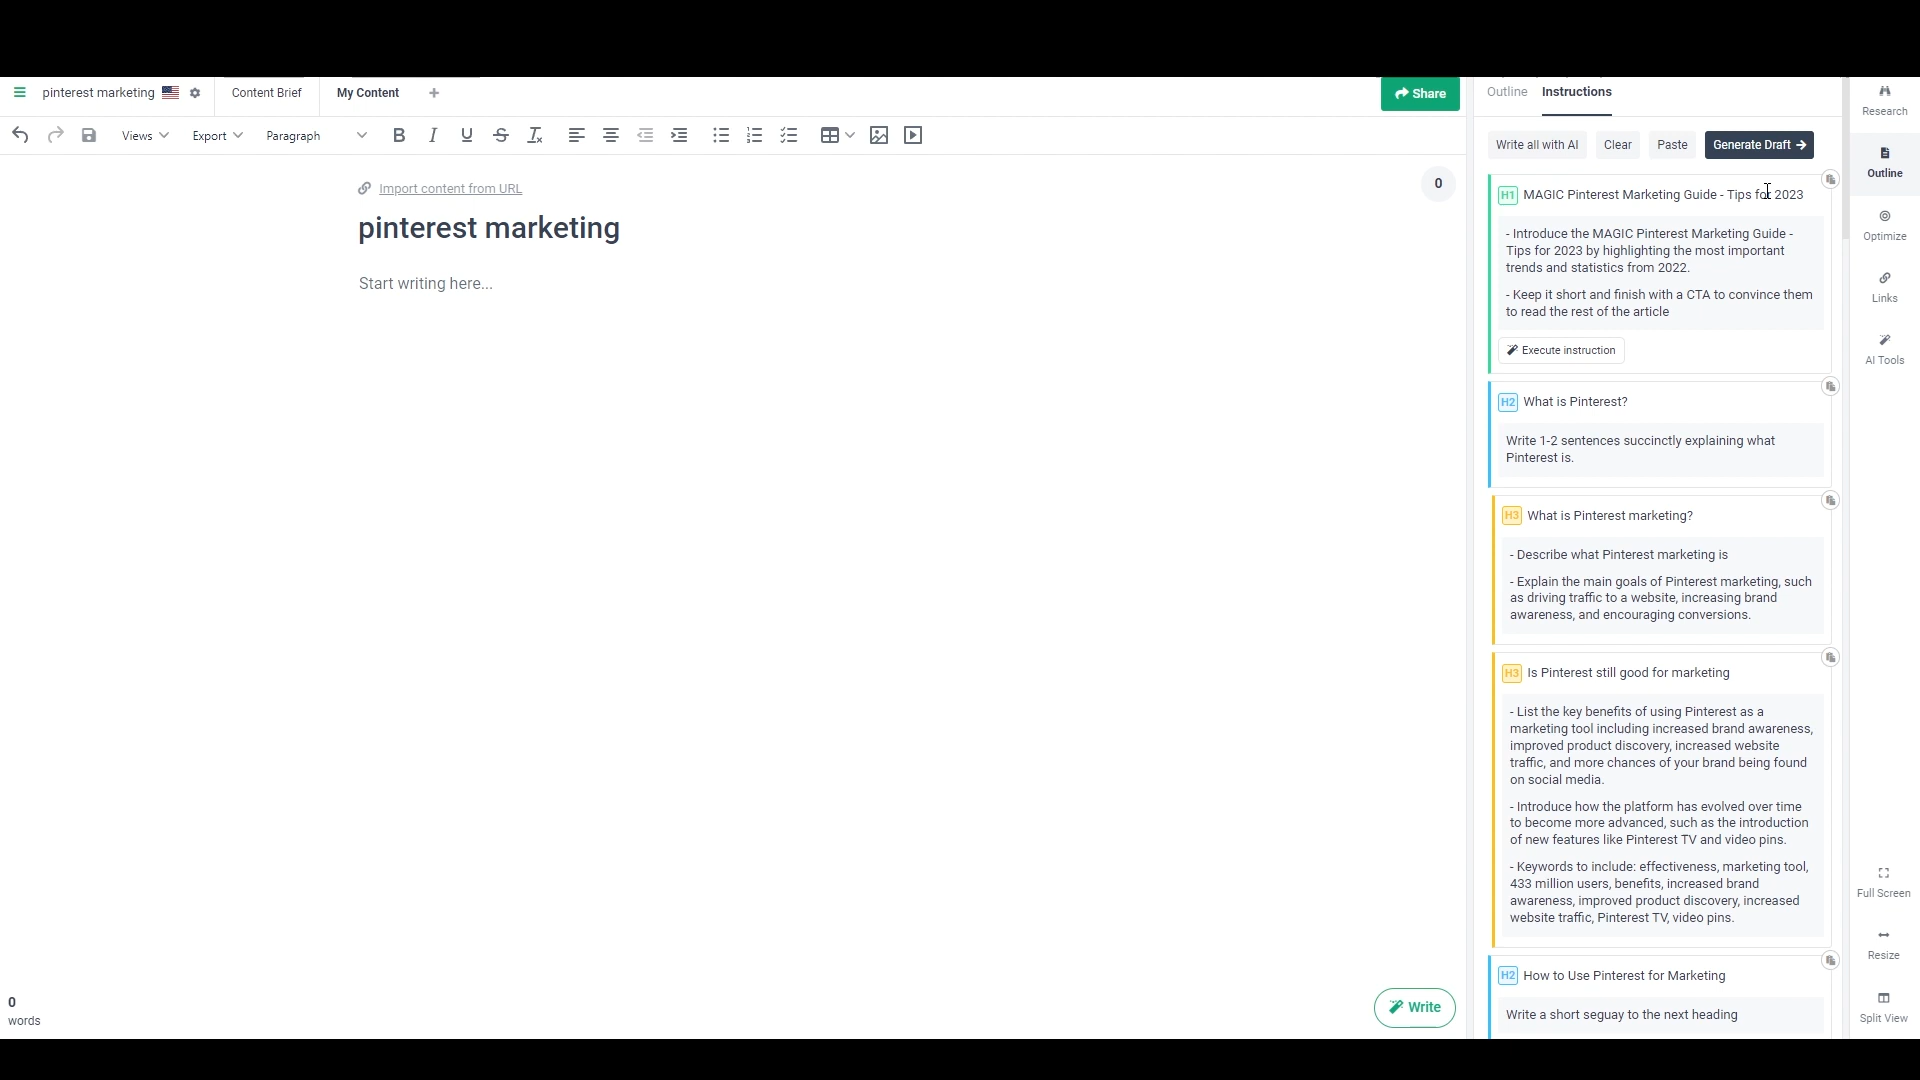 pinterest marketing
Content Brief
My Content
+
Share
Outline
Instructions
Research
Views
Export
Paragraph
B I U S
Write all with AI
Clear
Paste
Generate Draft
Outline
Import content from URL
0
pinterest marketing
Start writing here...
H1 MAGIC Pinterest Marketing Guide - Tips for 2023
- Introduce the MAGIC Pinterest Marketing Guide -
Tips for 2023 by highlighting the most important
trends and statistics from 2022.
- Keep it short and finish with a CTA to convince them
to read the rest of the article
Execute instruction
H2 What is Pinterest?
Write 1-2 sentences succinctly explaining what
Pinterest is.
H3 What is Pinterest marketing?
- Describe what Pinterest marketing is
- Explain the main goals of Pinterest marketing, such
as driving traffic to a website, increasing brand
awareness, and encouraging conversions.
H3 Is Pinterest still good for marketing
- List the key benefits of using Pinterest as a
marketing tool including increased brand awareness,
improved product discovery, increased website
traffic, and more chances of your brand being found
on social media.
- Introduce how the platform has evolved over time
to become more advanced, such as the introduction
of new features like Pinterest TV and video pins.
- Keywords to include: effectiveness, marketing tool,
433 million users, benefits, increased brand
awareness, improved product discovery, increased
website traffic, Pinterest TV, video pins.
H2 How to Use Pinterest for Marketing
Write a short seguay to the next heading
Optimize
Links
AI Tools
Full Screen
Resize
Split View
0
words
Write